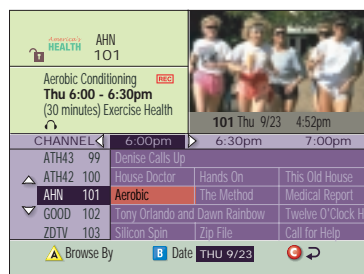 America's
HEALTH
AHN
101
Aerobic Conditioning REC
Thu 6:00 - 6:30pm
(30 minutes) Exercise Health
101 Thu 9/23 4:52pm
CHANNEL 6:00pm 6:30pm 7:00pm
ATH43 99 Denise Calls Up
ATH42 100 House Doctor Hands On This Old House
AHN 101 Aerobic The Method Medical Report
GOOD 102 Tony Orlando and Dawn Rainbow Twelve O'Clock H
ZDTV 103 Silicon Spin Zip File Call for Help
A Browse By B Date THU 9/23 C